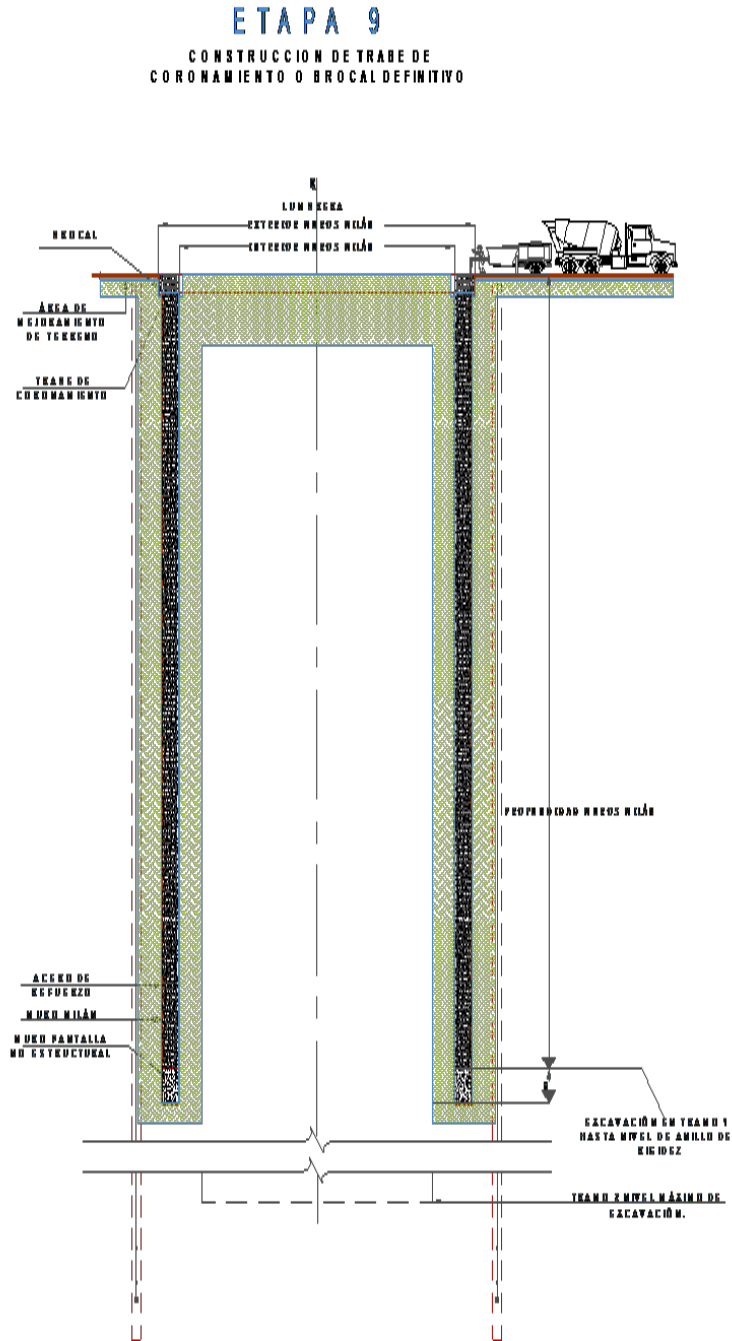 ETAPA 9
CONSTRUCCION DE TRABE DE
CORONAMIENTO O BROCAL DEFINITIVO
LUMBRERA
EXTERIOR MUROS MILÁN
INTERIOR MUROS MILÁN
BROCAL
ÁREA DE
MEJORAMIENTO
DE TERRENO
TRABE DE
CORONAMIENTO
PROFUNDIDAD MUROS MILÁN
ACERO DE
REFUERZO
MURO MILÁN
MURO PANTALLA
NO ESTRUCTURAL
EXCAVACIÓN EN TRAMO 1
HASTA NIVEL DE ANILLO DE
RIGIDEZ
TRAMO 2 NIVEL MÁXIMO DE
EXCAVACIÓN.